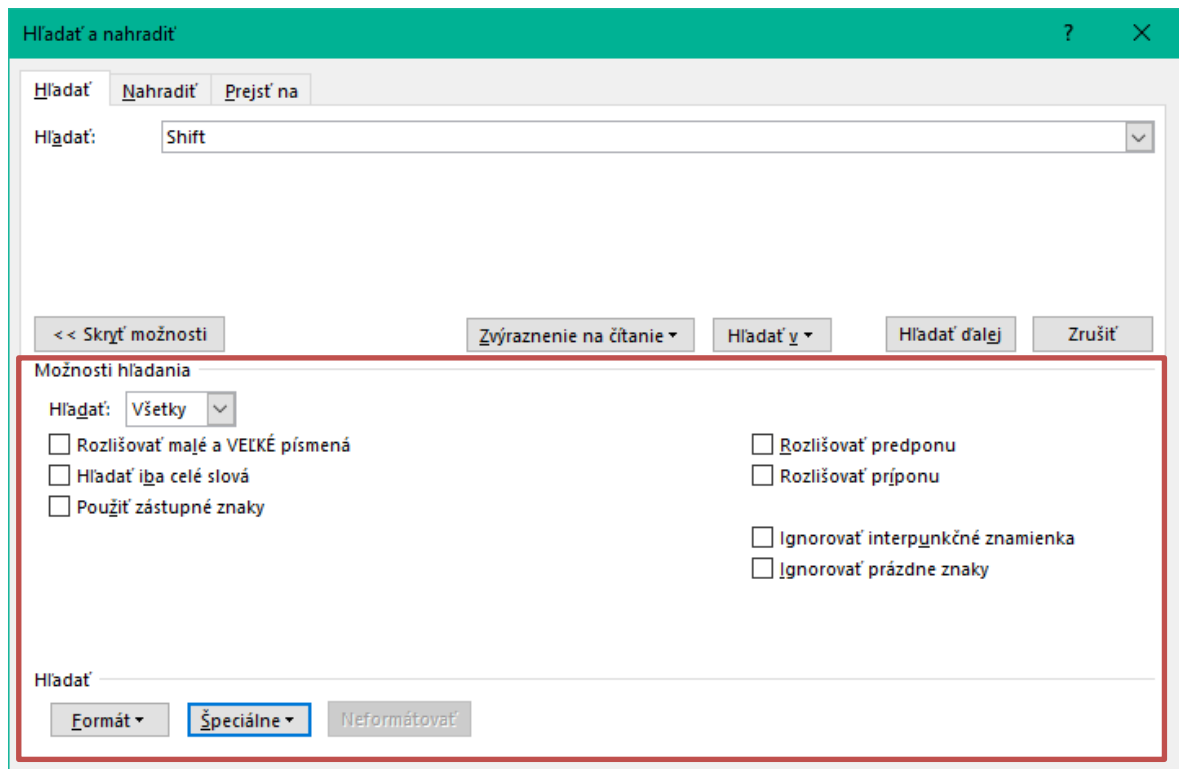 Hľadať a nahradiť ?
Hľadať Nahradiť Prejsť na
Hľadať: Shift
<< Skryť možnosti Zvýraznenie na čítanie Hľadať v Hľadať ďalej Zrušiť
Možnosti hľadania
Hľadať: Všetky
Rozlišovať malé a VEĽKÉ písmená Rozlišovať predponu
Hľadať iba celé slová Rozlišovať príponu
Použiť zástupné znaky
Ignorovať interpunkčné znamienka
Ignorovať prázdne znaky
Hľadať
Formát Špeciálne Neformátovať